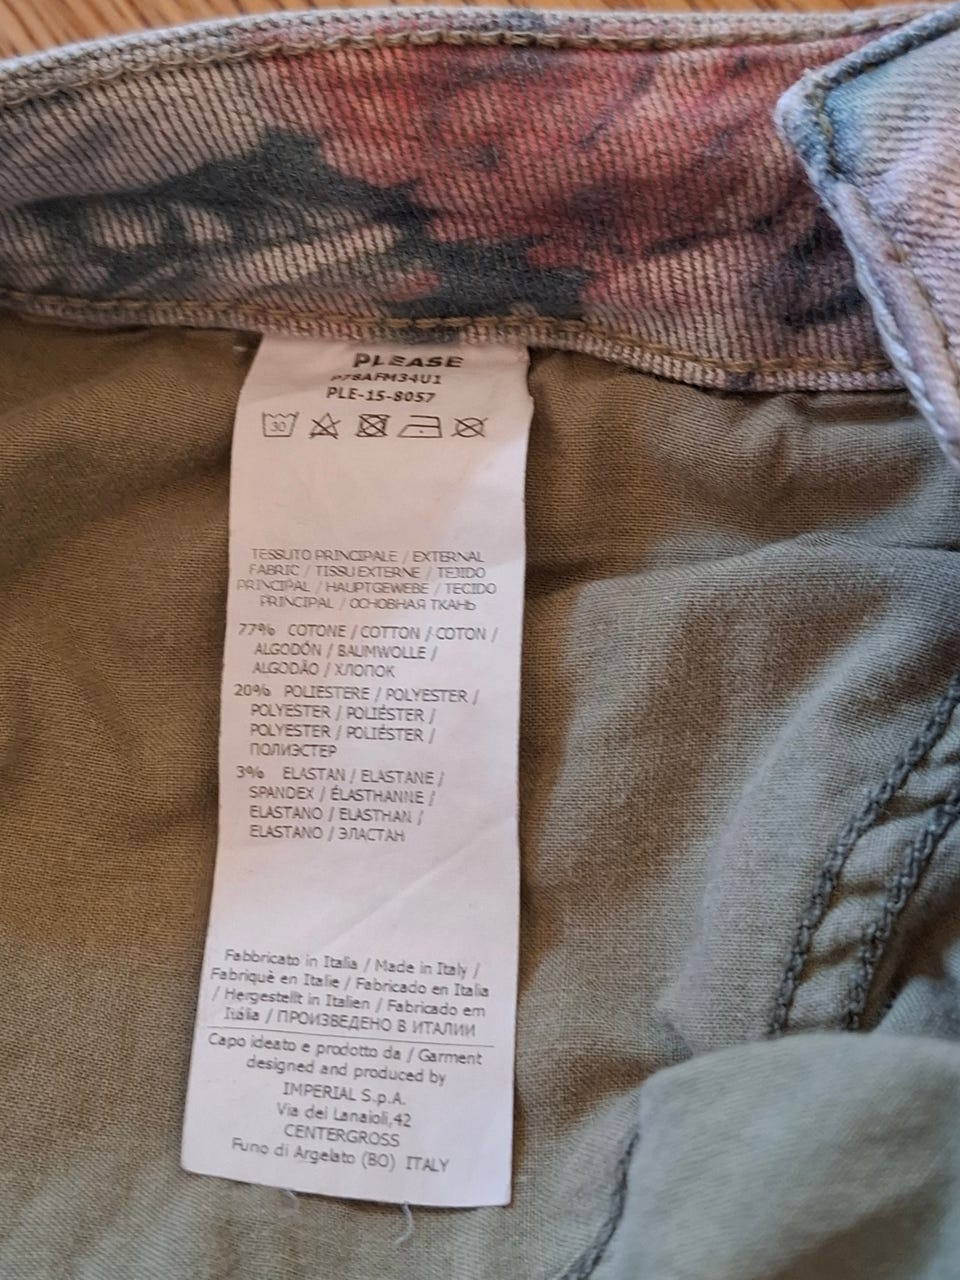 PLEASE
P78AFM34U1
PLE-15-8057
30
TESSUTO PRINCIPALE / EXTERNAL
FABRIC / TISSU EXTERNE / TEJIDO
PRINCIPAL / HAUPTGEWEBE / TECIDO
PRINCIPAL / ОСНОВНАЯ ТКАНЬ
77% COTONE / COTTON / COTON /
ALGODÓN / BAUMWOLLE /
ALGODÃO / ХЛОПОК
20% POLIESTERE / POLYESTER /
POLYESTER / POLIÉSTER /
POLYESTER / POLIÉSTER /
ПОЛИЭСТЕР
3% ELASTAN / ELASTANE /
SPANDEX / ÉLASTHANNE /
ELASTANO / ELASTHAN /
ELASTANO / ЭЛАСТАН
Fabbricato in Italia / Made in Italy /
Fabriquè en Italie / Fabricado en Italia
/ Hergestellt in Italien / Fabricado em
Itália / ПРОИЗВЕДЕНО В ИТАЛИИ
Capo ideato e prodotto da / Garment
designed and produced by
IMPERIAL S.p.A.
Via dei Lanaioli,42
CENTERGROSS
Funo di Argelato (BO) ITALY